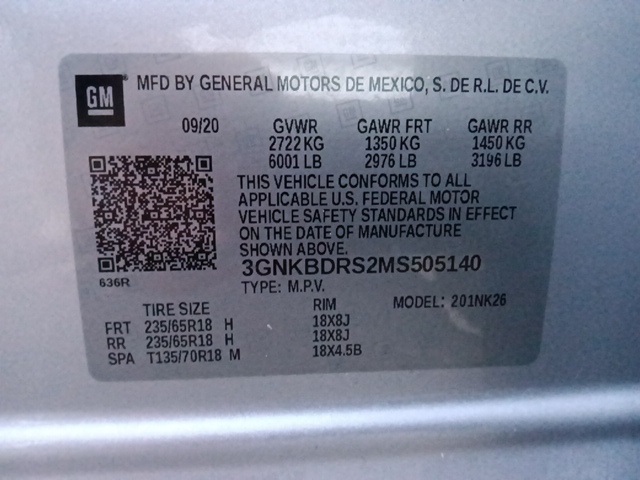 GM® MFD BY GENERAL MOTORS DE MEXICO, S. DE R.L. DE C.V.
09/20 GVWR GAWR FRT GAWR RR
2722 KG 1350 KG 1450 KG
6001 LB 2976 LB 3196 LB
THIS VEHICLE CONFORMS TO ALL
APPLICABLE U.S. FEDERAL MOTOR
VEHICLE SAFETY STANDARDS IN EFFECT
ON THE DATE OF MANUFACTURE
SHOWN ABOVE.
3GNKBDRS2MS505140
636R
TYPE: M.P.V. MODEL: 201NK26
TIRE SIZE RIM
FRT 235/65R18 H 18X8J
RR 235/65R18 H 18X8J
SPA T135/70R18 M 18X4.5B